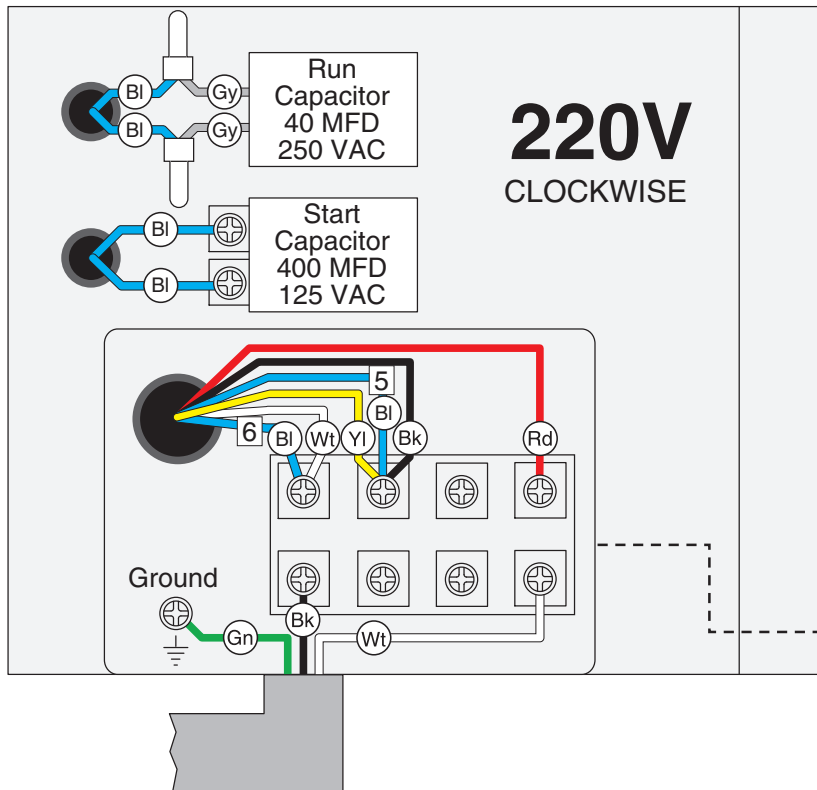 Run
Capacitor
40 MFD
250 VAC
Bl
Gy
Bl
Gy
220V
CLOCKWISE
Start
Capacitor
400 MFD
125 VAC
Bl
Bl
5
Bl
6
Bl
Wt
Yl
Bk
Rd
Ground
Bk
Gn
Wt